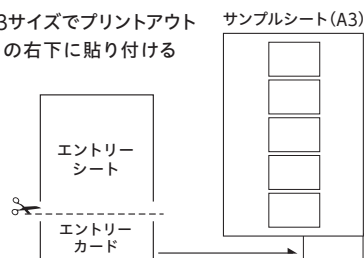 3サイズでプリントアウト
の右下に貼り付ける
サンプルシート(A3)
エントリー
シート
エントリー
カード